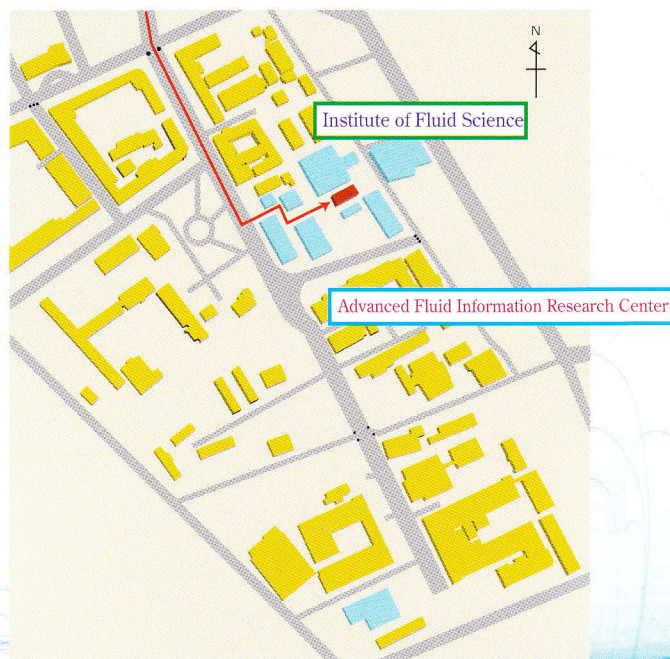 N
Institute of Fluid Science
Advanced Fluid Information Research Center